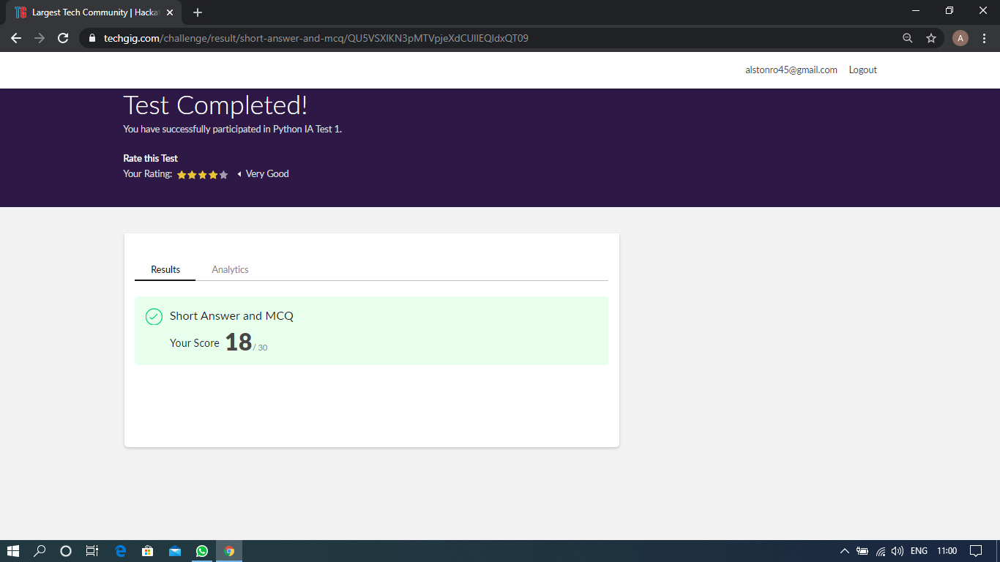 Largest Tech Community | Hacka
techgig.com/challenge/result/short-answer-and-mcq/
A
alstonro45@gmail.com Logout
Test Completed!
You have successfully participated in Python IA Test 1.
Rate this Test
Your Rating: Very Good
Results Analytics
Short Answer and MCQ
Your Score 18 / 30
ENG 11:00